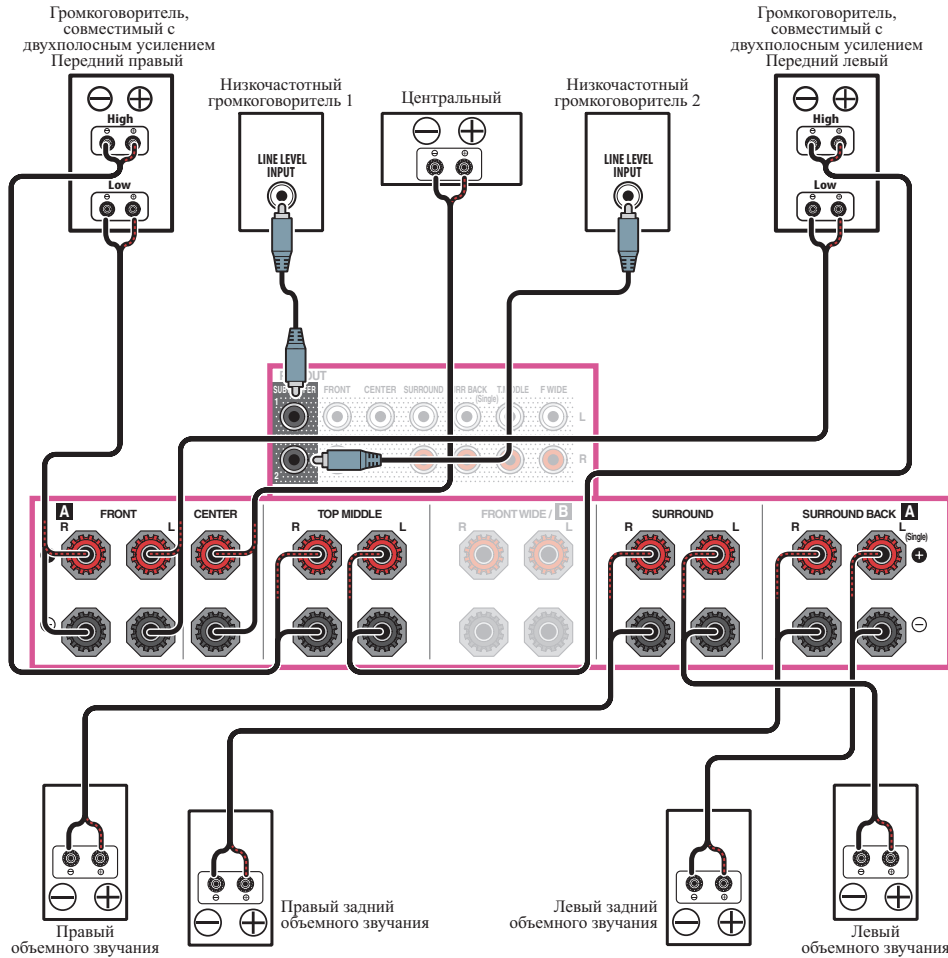 Громкоговоритель,
совместимый с
двухполосным усилением
Передний правый
Громкоговоритель,
совместимый с
двухполосным усилением
Передний левый
Низкочастотный
громкоговоритель 1
Центральный
Низкочастотный
громкоговоритель 2
High
Low
LINE LEVEL
INPUT
LINE LEVEL
INPUT
High
Low
OUT
FRONT CENTER SURROUND T.MIDDLE F WIDE
(Single)
1
L
2
R
A FRONT CENTER TOP MIDDLE FRONT WIDE / B SURROUND SURROUND BACK A
R L R L R L R L R L
(Single)
Правый
объемного звучания
Правый задний
объемного звучания
Левый задний
объемного звучания
Левый
объемного звучания